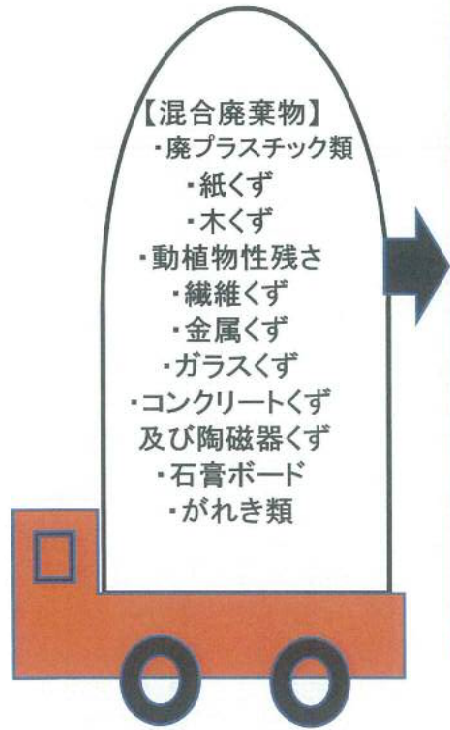 【混合廃棄物】
・廃プラスチック類
・紙くず
・木くず
・動植物性残さ
・繊維くず
・金属くず
・ガラスくず
・コンクリートくず
及び陶磁器くず
・石膏ボード
・がれき類